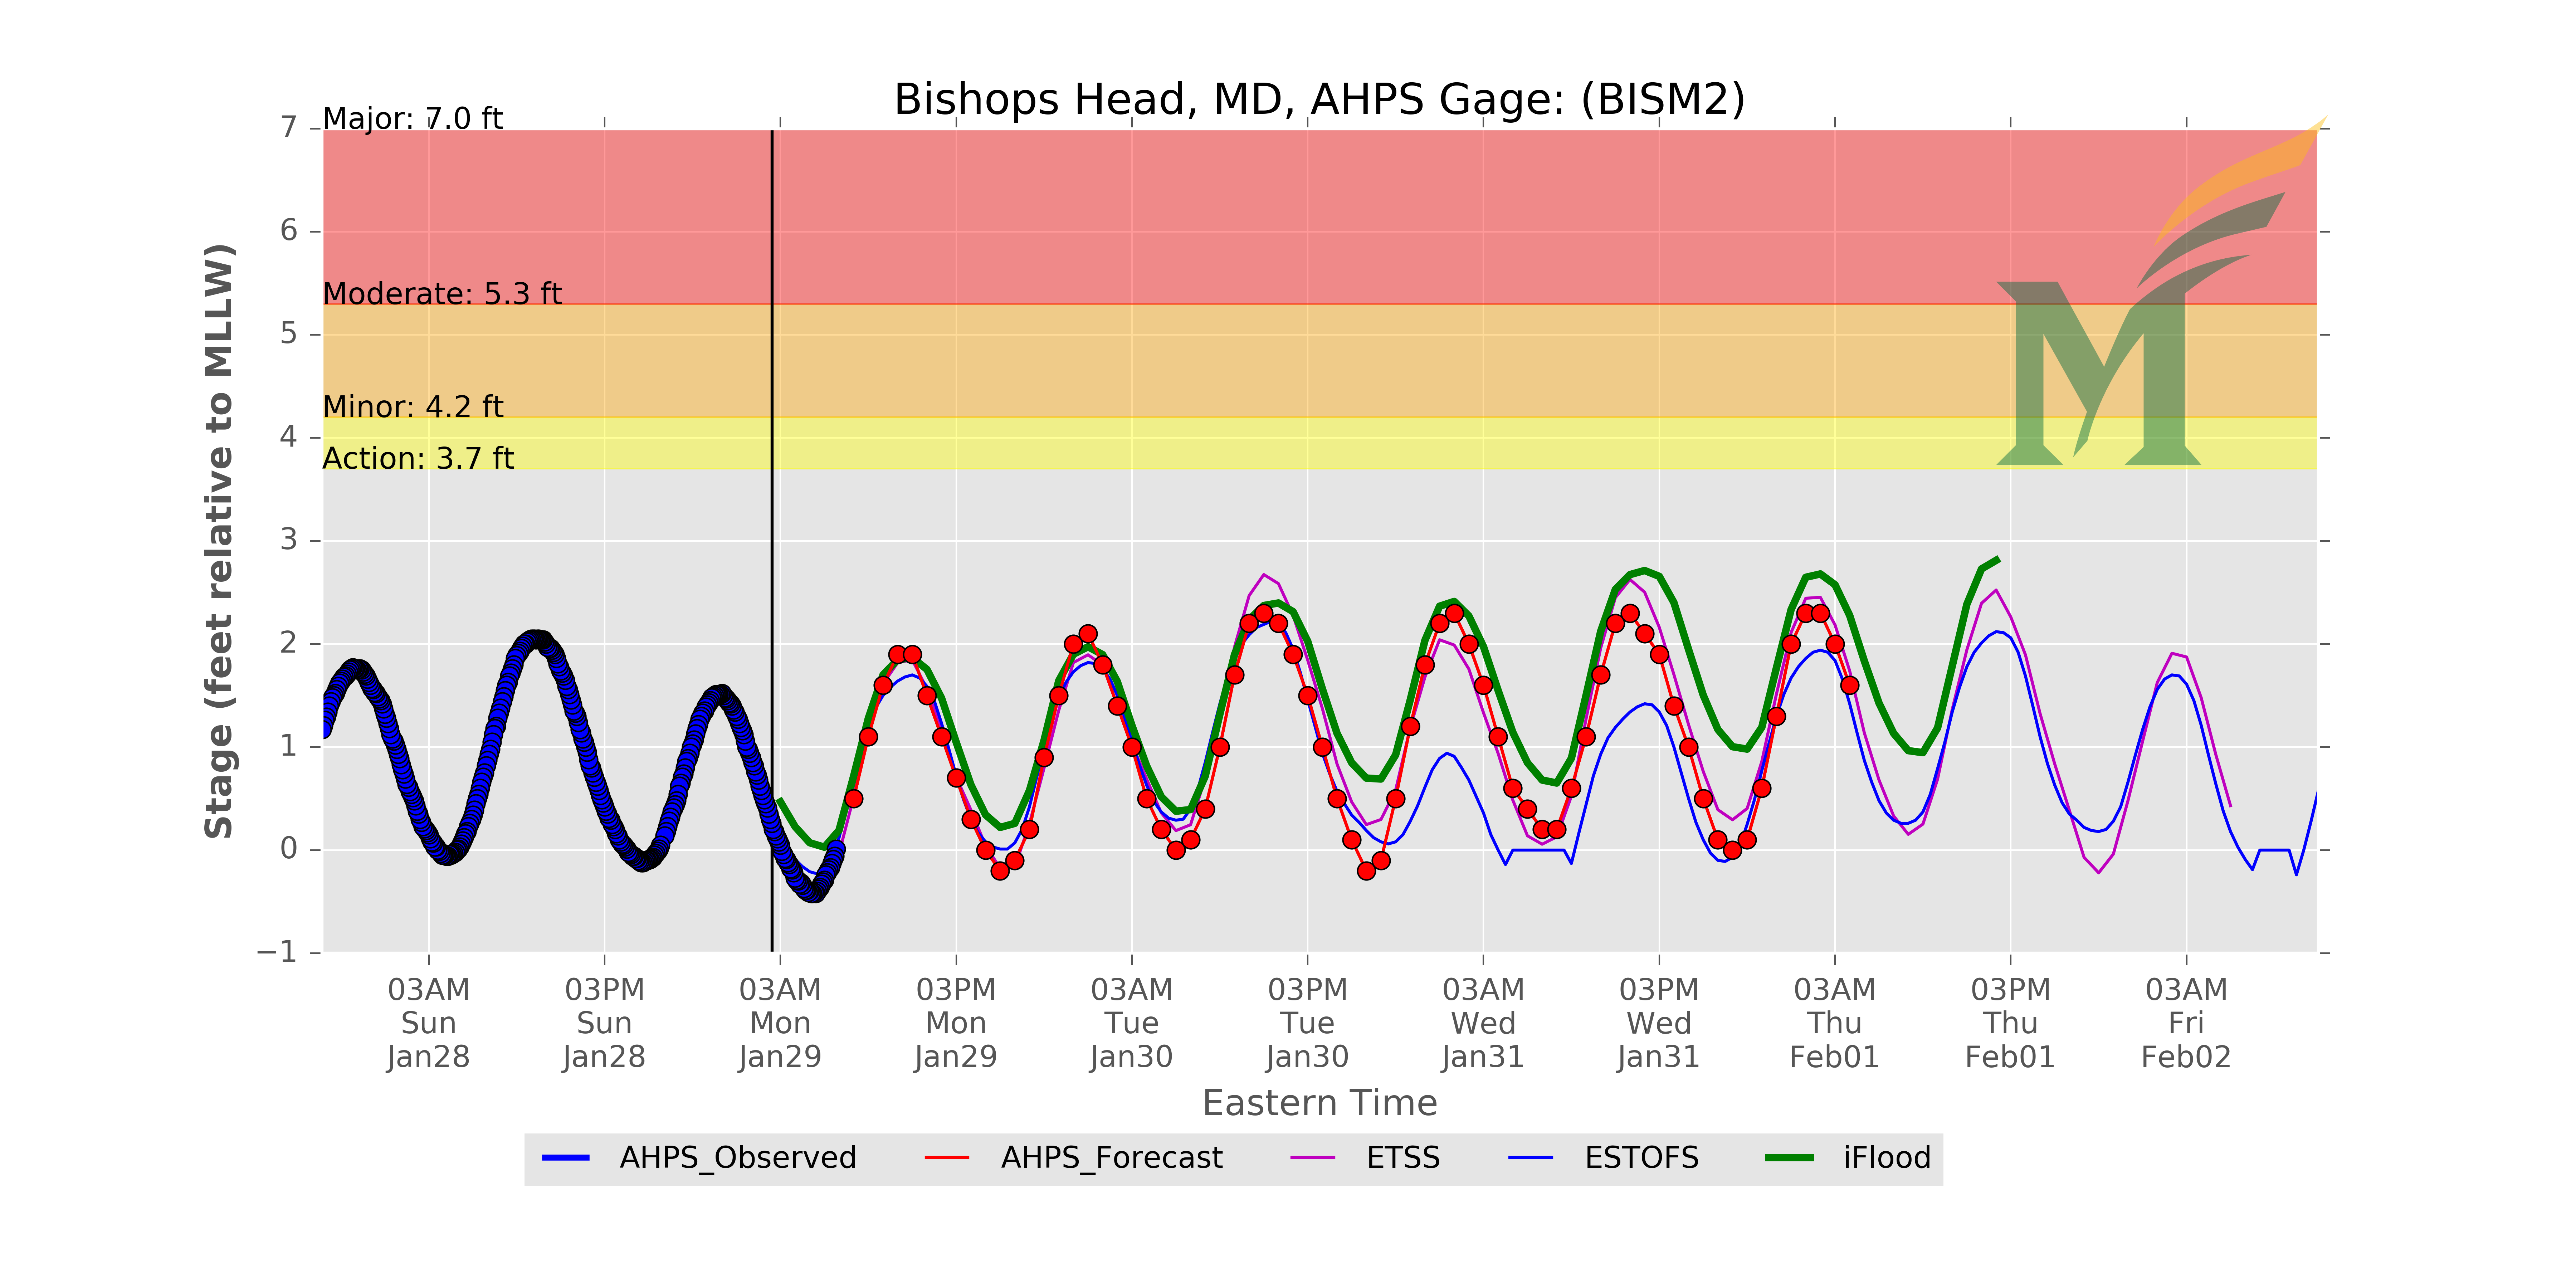 Bishops Head, MD, AHPS Gage: (BISM2)
Major: 7.0 ft
Moderate: 5.3 ft
Minor: 4.2 ft
Action: 3.7 ft
7
6
5
4
3
2
1
0
−1
Stage (feet relative to MLLW)
03AM 03PM 03AM 03PM 03AM 03PM 03AM 03PM 03AM 03PM 03AM
Sun Sun Mon Mon Tue Tue Wed Wed Thu Thu Fri
Jan28 Jan28 Jan29 Jan29 Jan30 Jan30 Jan31 Jan31 Feb01 Feb01 Feb02
Eastern Time
AHPS_Observed AHPS_Forecast ETSS ESTOFS iFlood
M